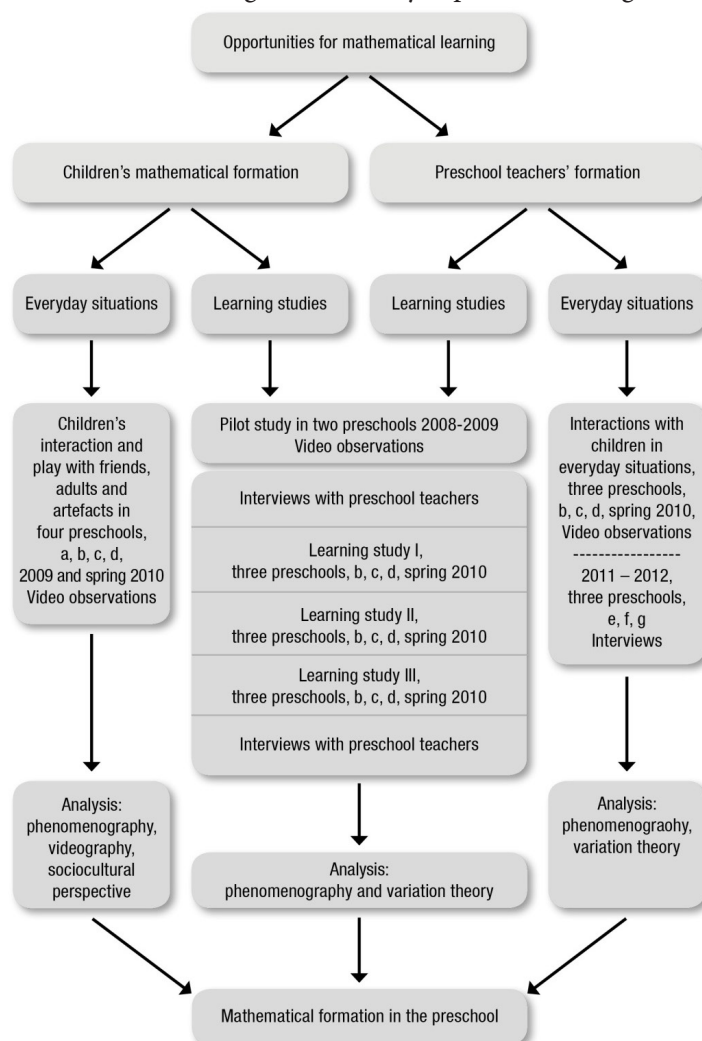 Opportunities for mathematical learning
Children's mathematical formation
Preschool teachers' formation
Everyday situations
Learning studies
Learning studies
Everyday situations
Children's
interaction and
play with friends,
adults and
artefacts in
four preschools,
a, b, c, d,
2009 and spring 2010
Video observations
Pilot study in two preschools 2008-2009
Video observations
Interviews with preschool teachers
Learning study I,
three preschools, b, c, d, spring 2010
Learning study II,
three preschools, b, c, d, spring 2010
Learning study III,
three preschools, b, c, d, spring 2010
Interviews with preschool teachers
Interactions with
children in
everyday situations,
three preschools,
b, c, d, spring 2010,
Video observations
-----------------
2011 – 2012,
three preschools,
e, f, g
Interviews
Analysis:
phenomenography,
videography,
sociocultural
perspective
Analysis:
phenomenography and variation theory
Analysis:
phenomenograohy,
variation theory
Mathematical formation in the preschool